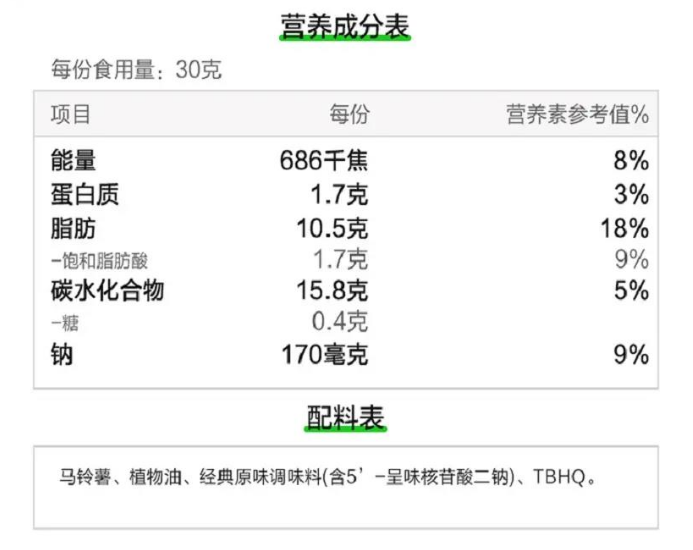 营养成分表
每份食用量：30克
项目 每份 营养素参考值%
能量 686千焦 8%
蛋白质 1.7克 3%
脂肪 10.5克 18%
-饱和脂肪酸 1.7克 9%
碳水化合物 15.8克 5%
-糖 0.4克
钠 170毫克 9%
配料表
马铃薯、植物油、经典原味调味料(含5’-呈味核苷酸二钠)、TBHQ。